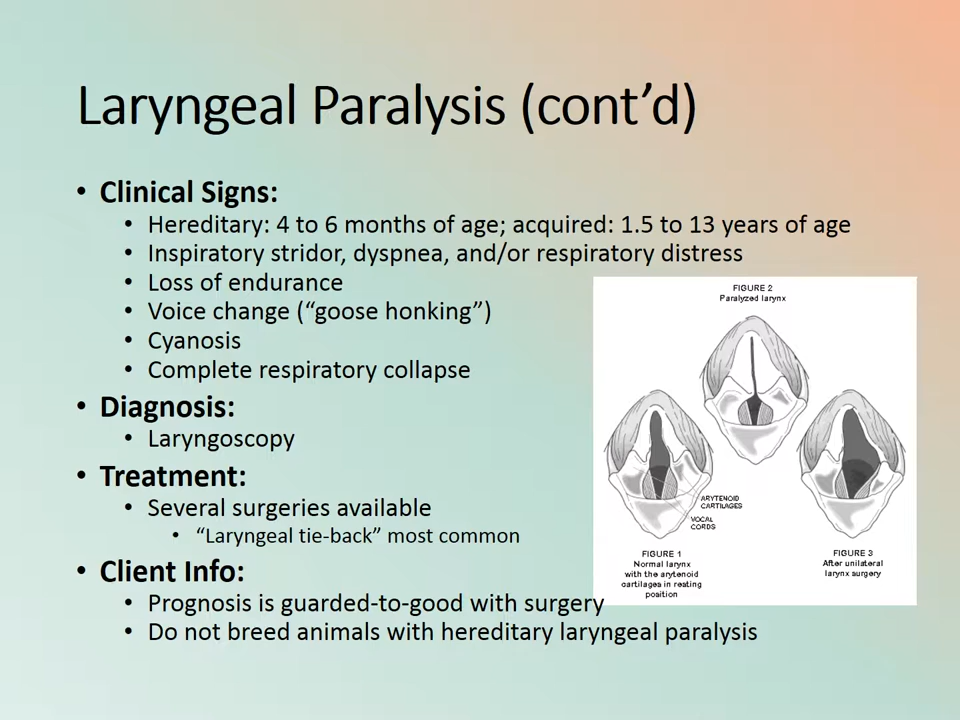 Laryngeal Paralysis (cont’d)
• Clinical Signs:
• Hereditary: 4 to 6 months of age; acquired: 1.5 to 13 years of age
• Inspiratory stridor, dyspnea, and/or respiratory distress
• Loss of endurance
• Voice change (“goose honking”)
• Cyanosis
• Complete respiratory collapse
• Diagnosis:
• Laryngoscopy
• Treatment:
• Several surgeries available
• “Laryngeal tie-back” most common
• Client Info:
• Prognosis is guarded-to-good with surgery
• Do not breed animals with hereditary laryngeal paralysis
FIGURE 2
Paralyzed larynx
ARYTENOID
CARTILAGES
VOCAL
CORDS
FIGURE 1
Normal larynx
with the arytenoid
cartilages in resting
position
FIGURE 3
After unilateral
larynx surgery